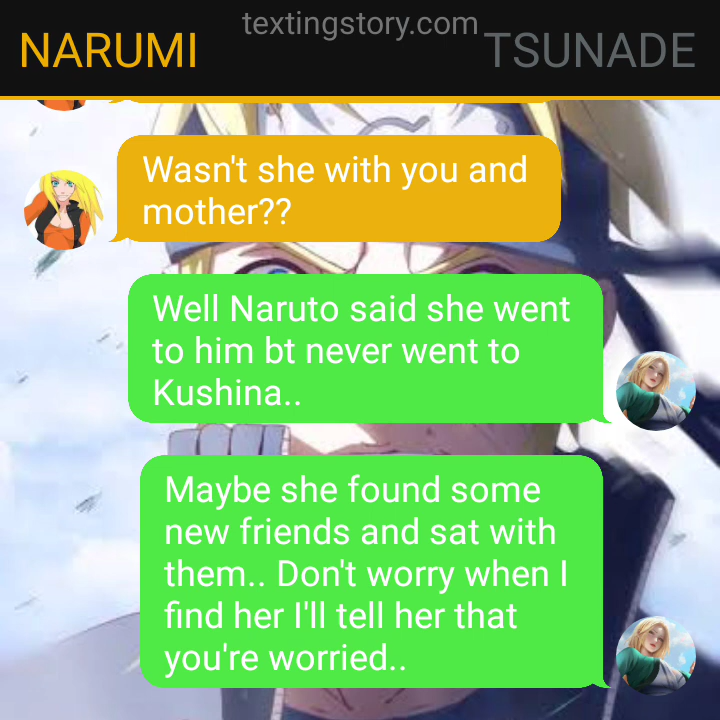 textingstory.com
NARUMI
TSUNADE
Wasn't she with you and
mother??
Well Naruto said she went
to him bt never went to
Kushina..
Maybe she found some
new friends and sat with
them.. Don't worry when I
find her I'll tell her that
you're worried..